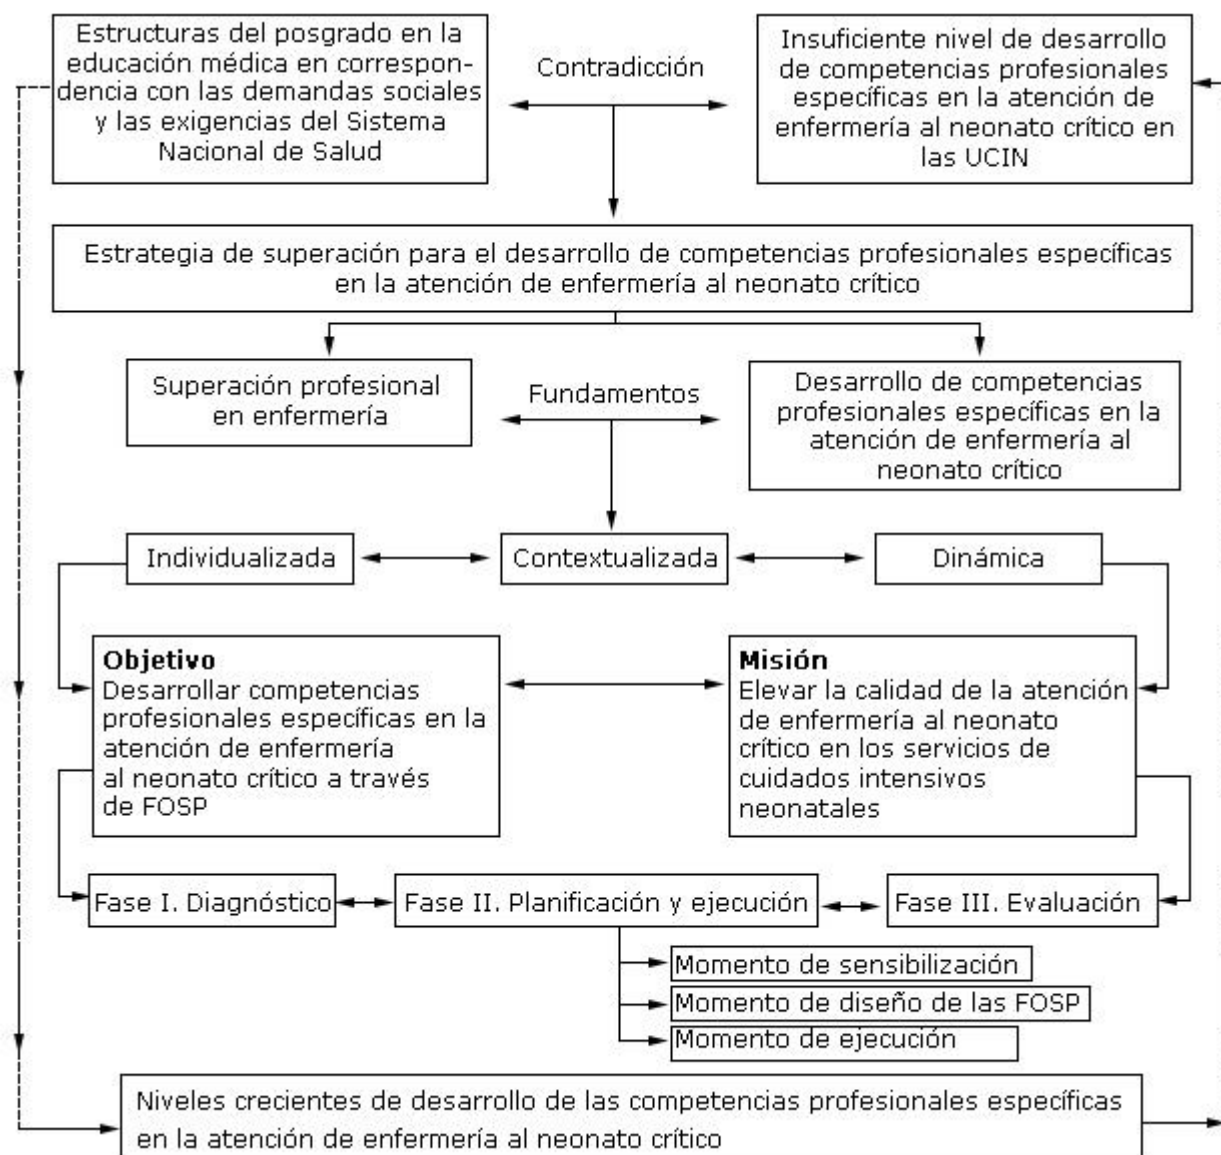 Estructuras del posgrado en la
educación médica en correspon-
dencia con las demandas sociales
y las exigencias del Sistema
Nacional de Salud
Contradicción
Insuficiente nivel de desarrollo
de competencias profesionales
específicas en la atención de
enfermería al neonato crítico en
las UCIN
Estrategia de superación para el desarrollo de competencias profesionales específicas
en la atención de enfermería al neonato crítico
Superación profesional
en enfermería
Fundamentos
Desarrollo de competencias
profesionales específicas en la
atención de enfermería al
neonato crítico
Individualizada
Contextualizada
Dinámica
Objetivo
Desarrollar competencias
profesionales específicas en la
atención de enfermería
al neonato crítico a través
de FOSP
Misión
Elevar la calidad de la atención
de enfermería al neonato
crítico en los servicios de
cuidados intensivos
neonatales
Fase I. Diagnóstico
Fase II. Planificación y ejecución
Fase III. Evaluación
Momento de sensibilización
Momento de diseño de las FOSP
Momento de ejecución
Niveles crecientes de desarrollo de las competencias profesionales específicas
en la atención de enfermería al neonato crítico